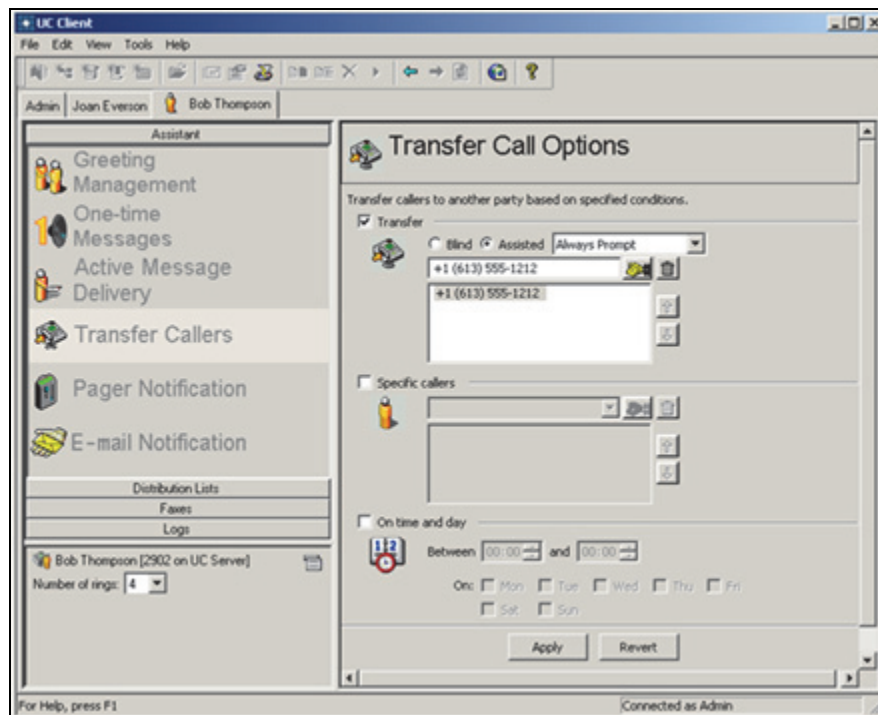 UC Client
File Edit View Tools Help
Admin Joan Everson Bob Thompson
Assistant
Greeting
Management
One-time
Messages
Active Message
Delivery
Transfer Callers
Pager Notification
E-mail Notification
Distribution Lists
Faxes
Logs
Bob Thompson [2902 on UC Server]
Number of rings: 4
Transfer Call Options
Transfer callers to another party based on specified conditions.
Transfer
Blind Assisted Always Prompt
+1 (613) 555-1212
+1 (613) 555-1212
Specific callers
On time and day
12
Between 00:00 and 00:00
On: Mon Tue Wed Thu Fri
Sat Sun
Apply Revert
For Help, press F1 Connected as Admin